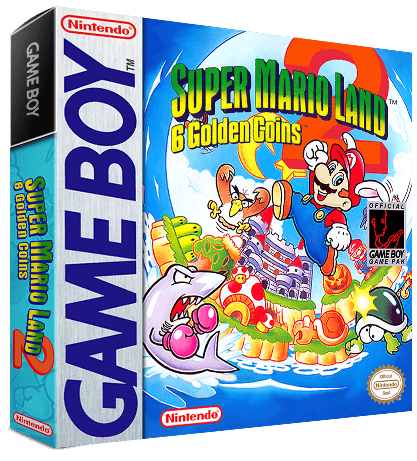 GAME BOY
SUPER MARIO LAND
6 GOLDEN COINS
2
Nintendo
GAME BOY
TM
SUPER MARIO LAND
TM
2
6 GOLDEN COINS
OFFICIAL
GAME BOY
GAME PAK
Nintendo
Official
Nintendo
Seal